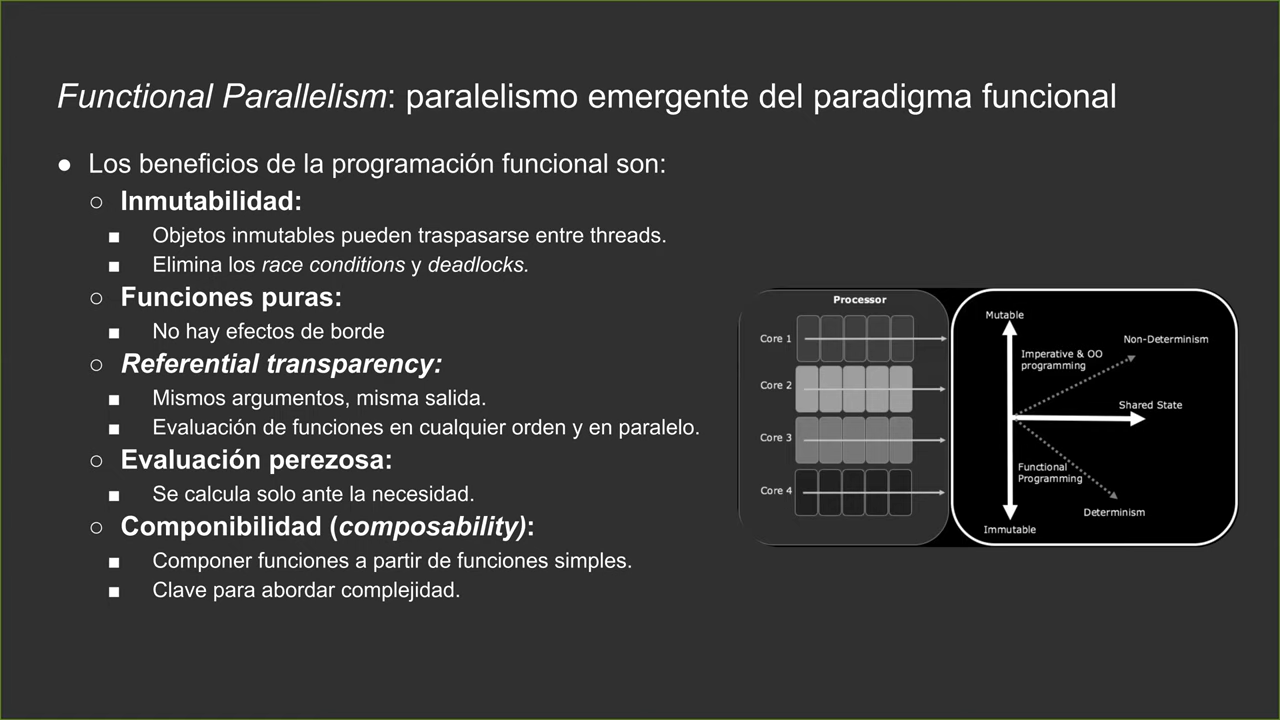 Functional Parallelism: paralelismo emergente del paradigma funcional
● Los beneficios de la programación funcional son:
○ Inmutabilidad:
■ Objetos inmutables pueden traspasarse entre threads.
■ Elimina los race conditions y deadlocks.
○ Funciones puras:
■ No hay efectos de borde
○ Referential transparency:
■ Mismos argumentos, misma salida.
■ Evaluación de funciones en cualquier orden y en paralelo.
○ Evaluación perezosa:
■ Se calcula solo ante la necesidad.
○ Componibilidad (composability):
■ Componer funciones a partir de funciones simples.
■ Clave para abordar complejidad.
Processor
Core 1
Core 2
Core 3
Core 4
Mutable
Non-Determinism
Imperative & OO
programming
Shared State
Functional
Programming
Determinism
Immutable